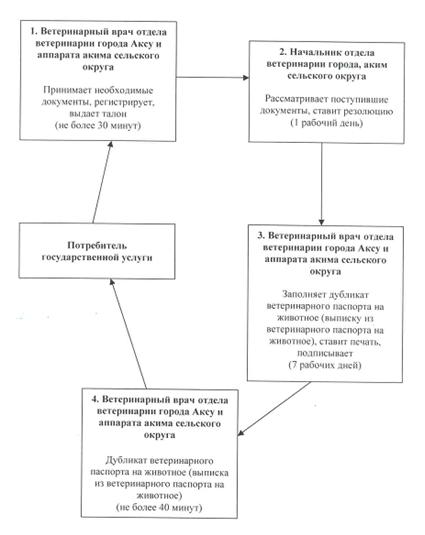 1. Ветеринарный врач отдела
ветеринарии города Аксу и
аппарата акима сельского
округа
Принимает необходимые
документы, регистрирует,
выдает талон
(не более 30 минут)
2. Начальник отдела
ветеринарии города, аким
сельского округа
Рассматривает поступившие
документы, ставит резолюцию
(1 рабочий день)
Потребитель
государственной услуги
3. Ветеринарный врач отдела
ветеринарии города Аксу и
аппарата акима сельского
округа
Заполняет дубликат
ветеринарного паспорта на
животное (выписку из
ветеринарного паспорта на
животное), ставит печать,
подписывает
(7 рабочих дней)
4. Ветеринарный врач отдела
ветеринарии города Аксу и
аппарата акима сельского
округа
Дубликат ветеринарного
паспорта на животное (выписка
из ветеринарного паспорта на
животное)
(не более 40 минут)